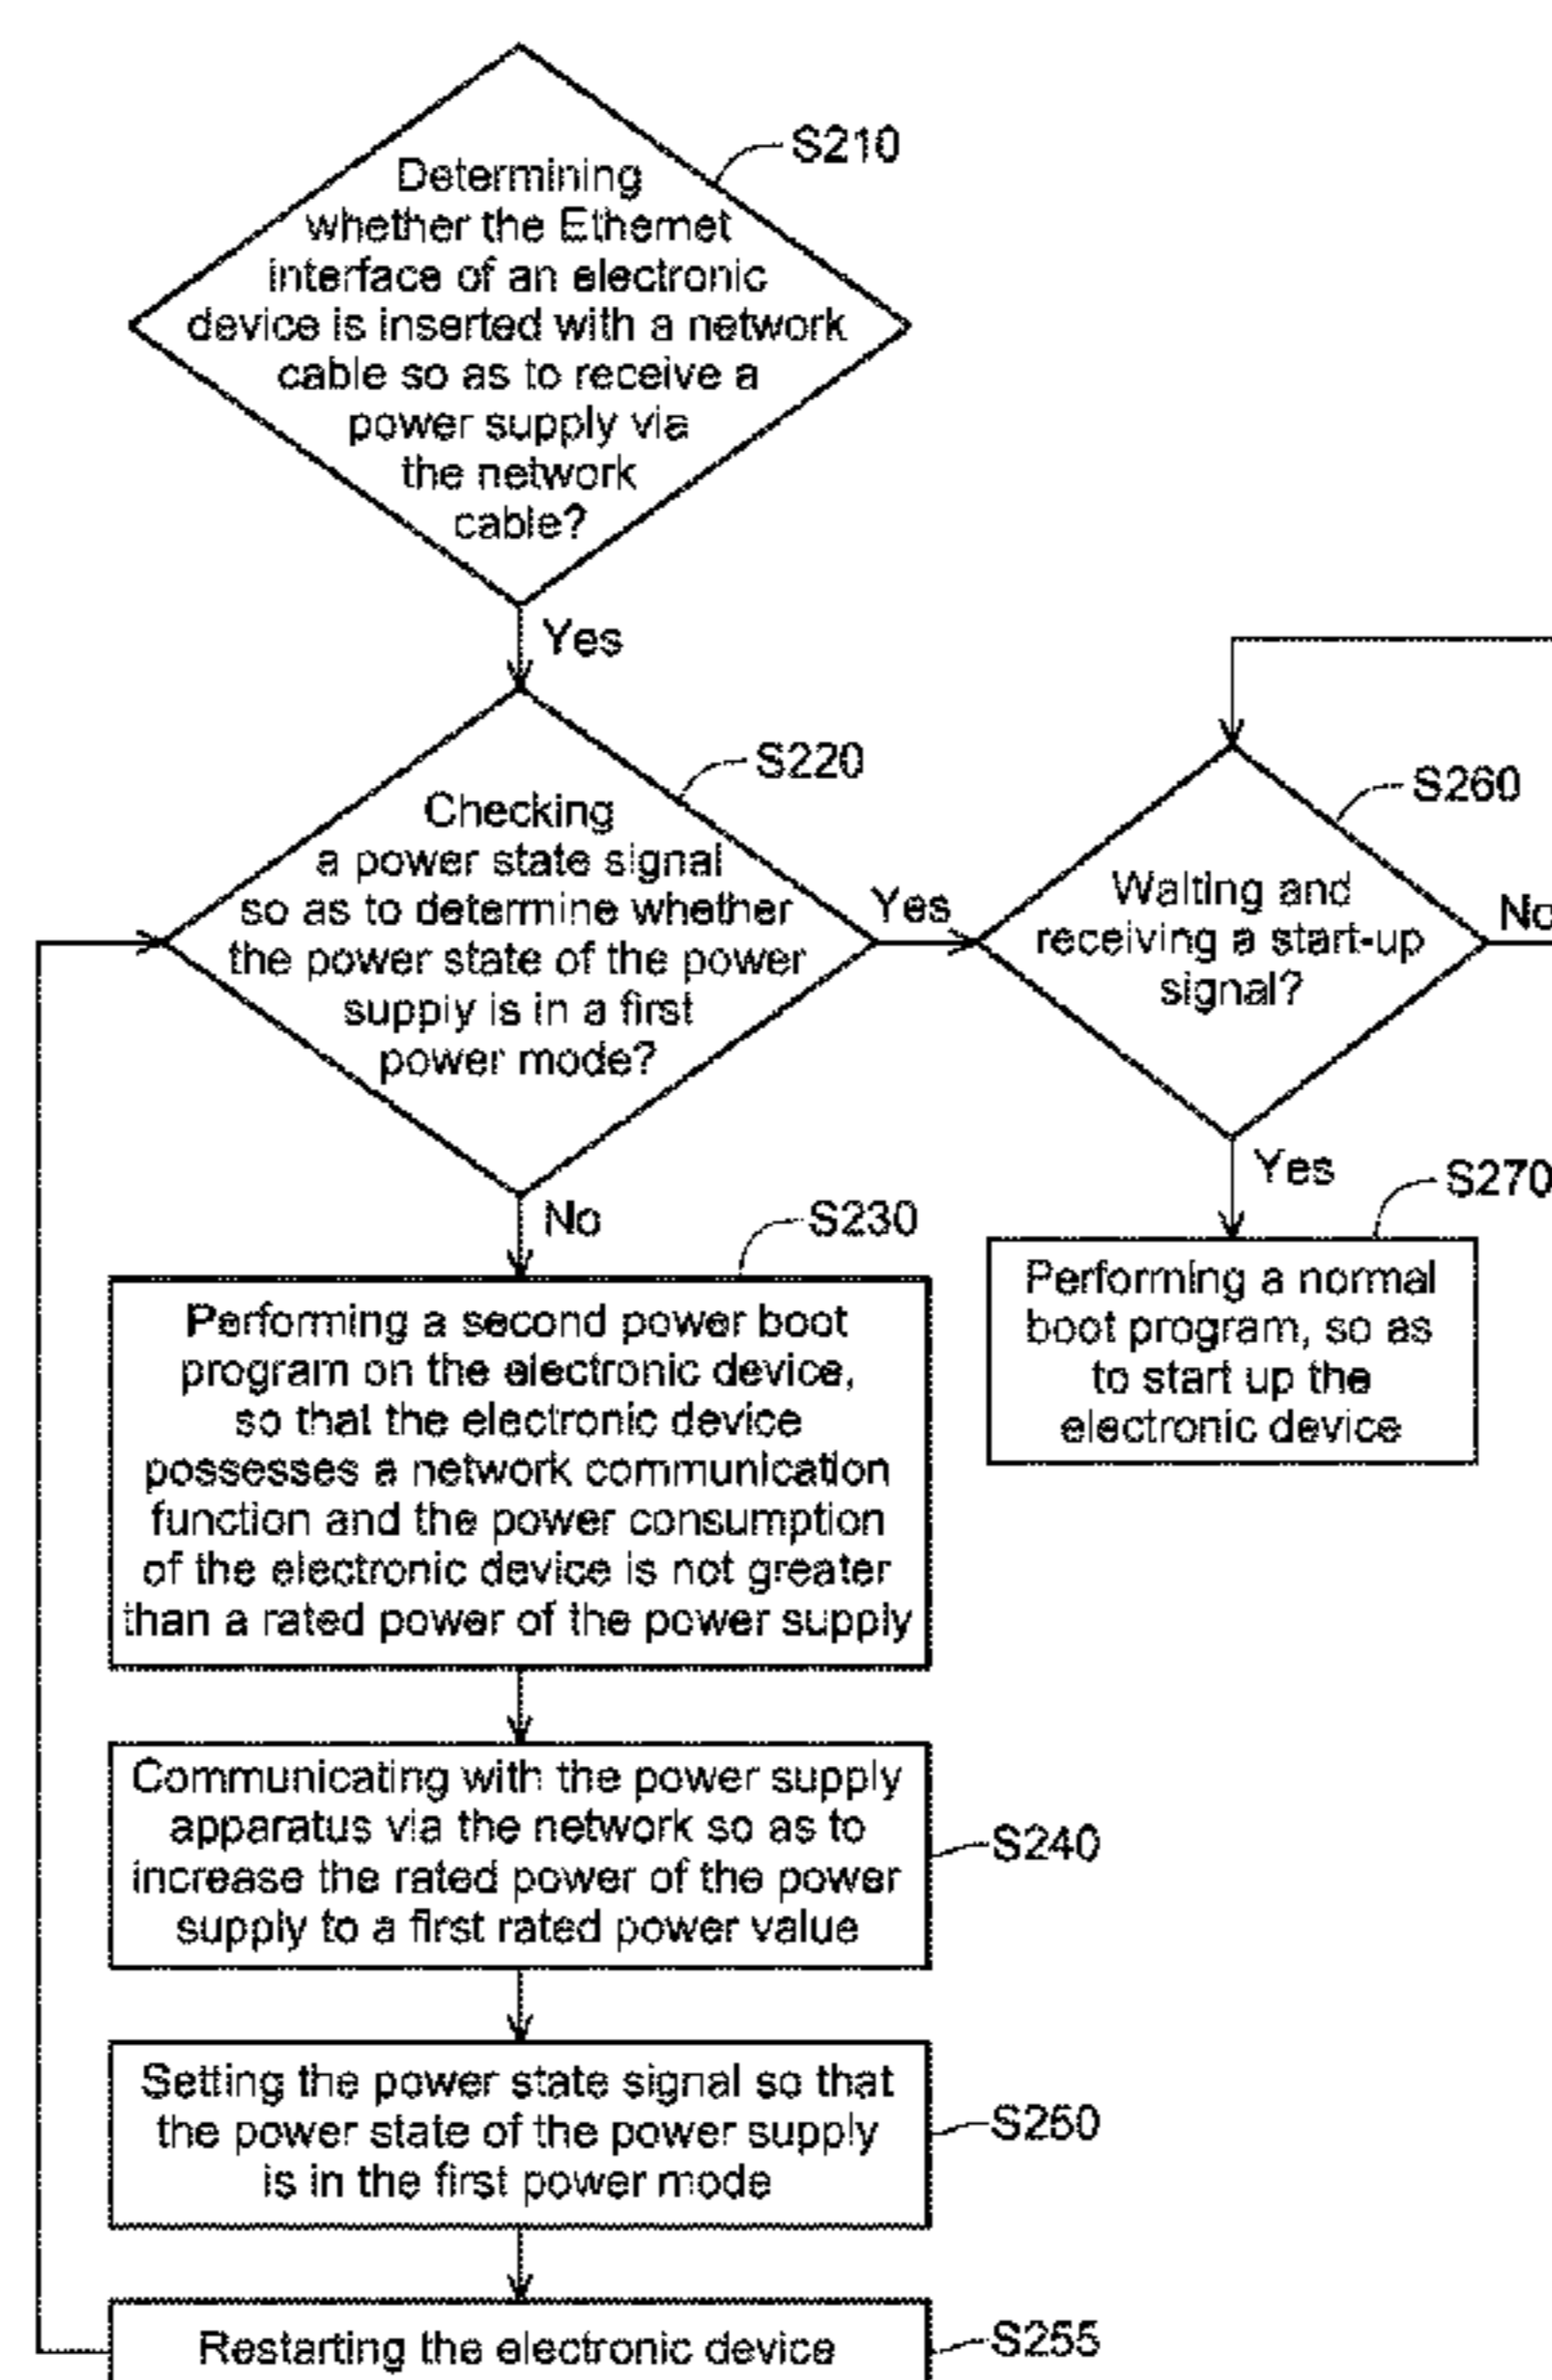 S210
Determining
whether the Ethernet
interface of an electronic
device is inserted with a network
cable so as to receive a
power supply via
the network
cable?
Yes
S220
Checking
a power state signal
so as to determine whether
the power state of the power
supply is in a first
power mode?
Yes
S260
Waiting and
receiving a start-up
signal?
No
Yes
S270
Performing a normal
boot program, so as
to start up the
electronic device
No
S230
Performing a second power boot
program on the electronic device,
so that the electronic device
possesses a network communication
function and the power consumption
of the electronic device is not greater
than a rated power of the power supply
Communicating with the power supply
apparatus via the network so as to
increase the rated power of the power
supply to a first rated power value
S240
Setting the power state signal so that
the power state of the power supply
is in the first power mode
S250
Restarting the electronic device
S255